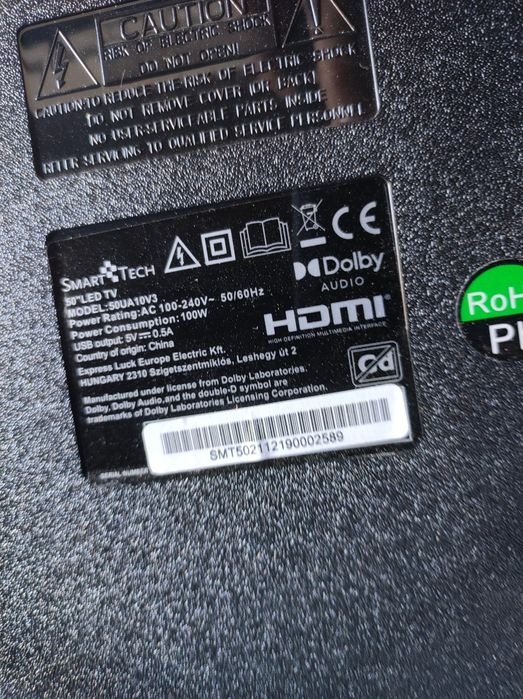 CAUTION
RISK OF ELECTRIC SHOCK
DO NOT OPEN!
CAUTION:TO REDUCE THE RISK OF ELECTRIC SHOCK
DO NOT REMOVE COVER (OR BACK)
NO USER-SERVICEABLE PARTS INSIDE
REFER SERVICING TO QUALIFIED SERVICE PERSONNEL
SMART TECH
50"LED TV
MODEL:50UA10V3
Power Rating:AC 100-240V~ 50/60Hz
Power Consumption:100W
USB output: 5V⎓0.5A
Country of origin: China
Express Luck Europe Electric Kft.
HUNGARY 2310 Szigetszentmiklós, Leshegy út 2
Manufactured under license from Dolby Laboratories.
Dolby, Dolby Audio,and the double-D symbol are
trademarks of Dolby Laboratories Licensing Corporation.
CE
Dolby
AUDIO
HDMI
HIGH DEFINITION MULTIMEDIA INTERFACE
SMT502112190002589
RoH